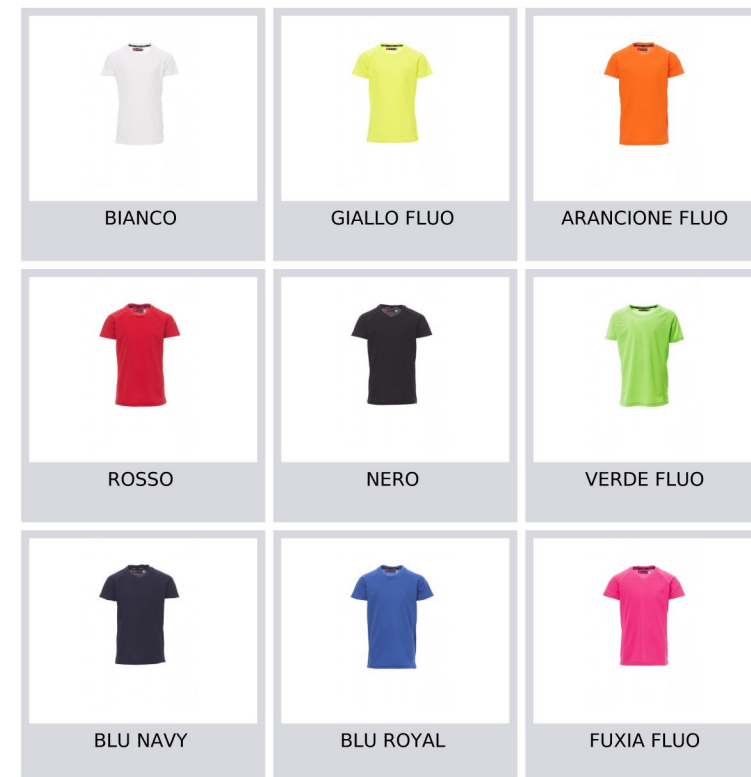 BIANCO
GIALLO FLUO
ARANCIONE FLUO
ROSSO
NERO
VERDE FLUO
BLU NAVY
BLU ROYAL
FUXIA FLUO